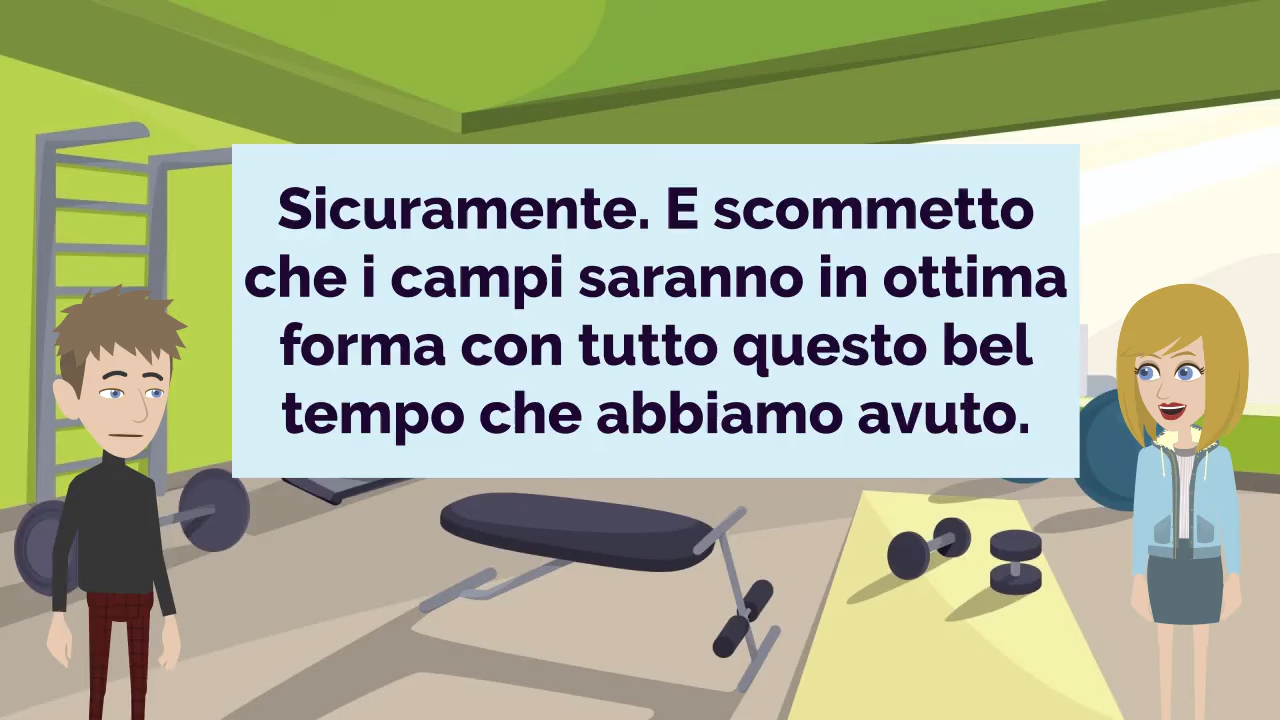 Sicuramente. E scommetto
che i campi saranno in ottima
forma con tutto questo bel
tempo che abbiamo avuto.